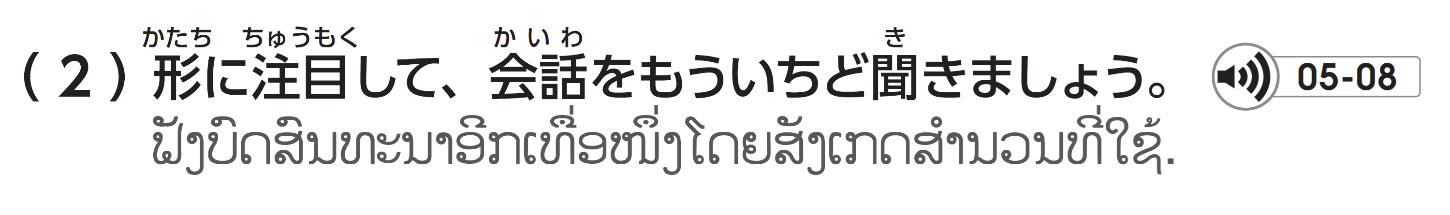 かたち ちゅうもく かいわ き
（2）形に注目して、会話をもういちど聞きましょう。 05-08
ຟັງບົດສົນທະນາອີກເທື່ອໜຶ່ງໂດຍສັງເກດສຳນວນທີ່ໃຊ້.